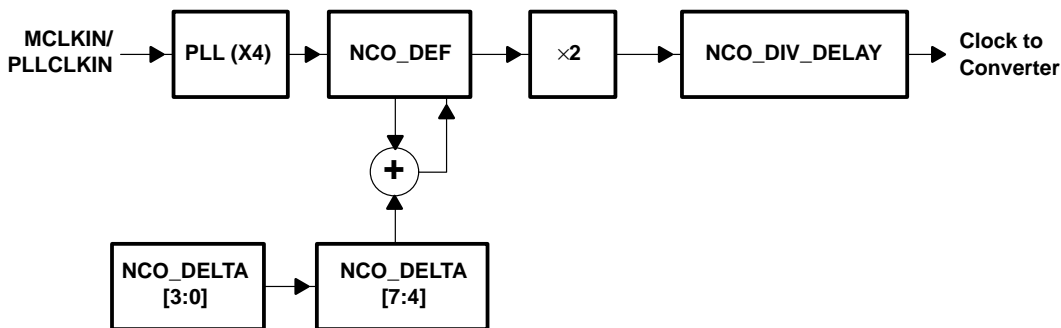 MCLKIN/
PLLCLKIN
PLL (X4)
NCO_DEF
×2
NCO_DIV_DELAY
Clock to
Converter
+
NCO_DELTA
[3:0]
NCO_DELTA
[7:4]